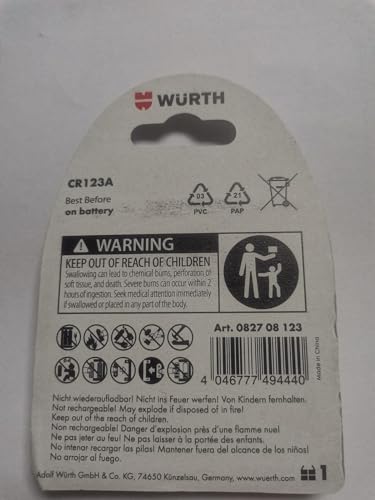 WÜRTH
CR123A
Best Before
on battery
03
PVC
21
PAP
WARNING
KEEP OUT OF REACH OF CHILDREN
Swallowing can lead to chemical burns, perforation of
soft tissue, and death. Severe burns can occur within 2
hours of ingestion. Seek medical attention immediately
if swallowed or placed in any part of the body.
Art. 0827 08 123
4 046777 494440
Made in China
Nicht wiederaufladbar! Nicht ins Feuer werfen! Von Kindern fernhalten.
Not rechargeable! May explode if disposed of in fire!
Keep out of the reach of children.
Non rechargeable! Danger d'explosion près d'une flamme nue!
Ne pas jeter au feu! Ne pas laisser à la portée des enfants.
No intenar recargar las pilas! Mantener fuera del alcance de los niños!
No arrojar al fuego.
Adolf Würth GmbH & Co. KG, 74650 Künzelsau, Germany, www.wuerth.com
1